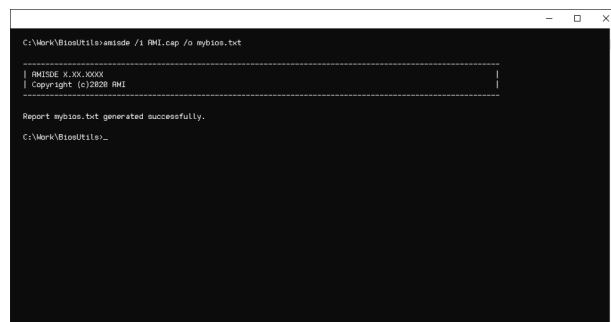 C:\Work\BiosUtils>amisde /i AMI.cap /o mybios.txt
| AMISDE X.XX.XXXX |
| Copyright (c)2020 AMI |
Report mybios.txt generated successfully.
C:\Work\BiosUtils>_